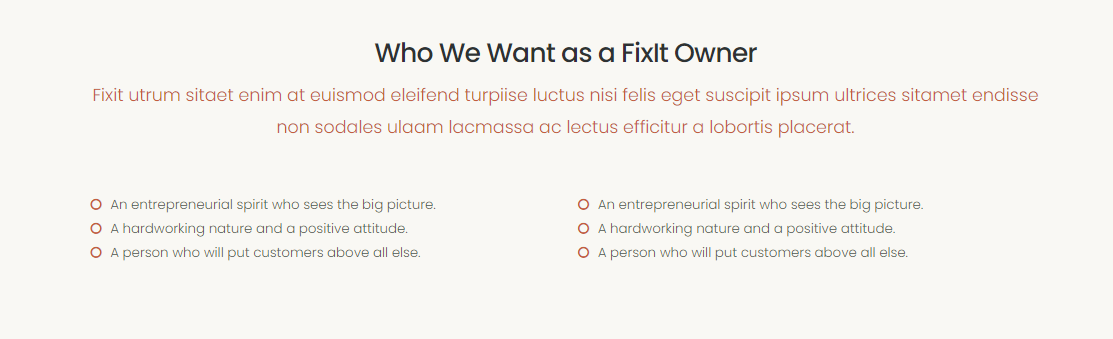 Who We Want as a FixIt Owner
Fixit utrum sitaet enim at euismod eleifend turpiise luctus nisi felis eget suscipit ipsum ultrices sitamet endisse
non sodales ulaam lacmassa ac lectus efficitur a lobortis placerat.
An entrepreneurial spirit who sees the big picture.
A hardworking nature and a positive attitude.
A person who will put customers above all else.
An entrepreneurial spirit who sees the big picture.
A hardworking nature and a positive attitude.
A person who will put customers above all else.